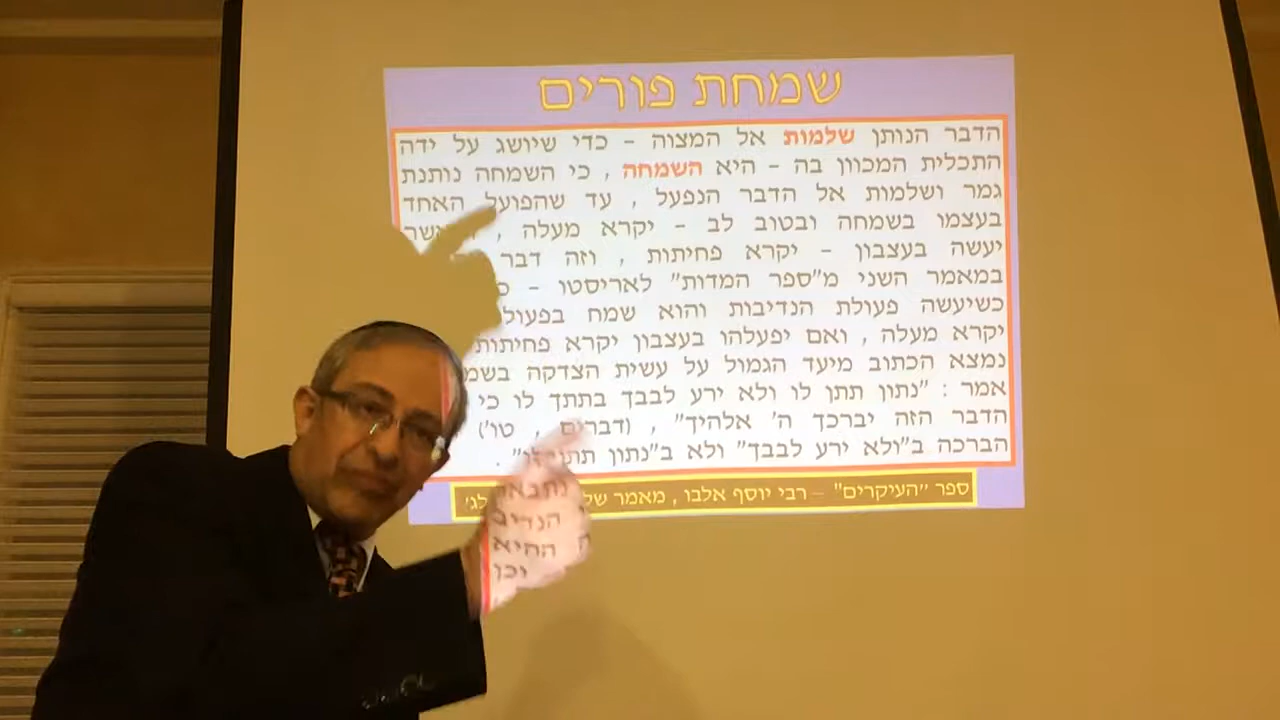 שמחת פורים
הדבר הנותן שלמות אל המצוה – כדי שיושג על ידה
התכלית המכוון בה – היא השמחה , כי השמחה נותנת
גמר ושלמות אל הדבר הנפעל , עד שהפועל האחד
בעצמו בשמחה ובטוב לב – יקרא מעלה ,
יעשה בעצבון – יקרא פחיתות , וזה דבר
במאמר השני מ"ספר המדות" לאריסטו –
כשיעשה פעולת הנדיבות והוא שמח
יקרא מעלה , ואם יפעלהו בעצבון יקרא פחיתות
נמצא הכתוב מיעד הגמול על עשית הצדקה
אמר : "נתון תתן לו ולא ירע לבבך בתתך לו כי
הדבר הזה יברכך ה' אלהיך" , (דברים , טו')
הברכה ב"ולא ירע לבבך" ולא ב"נתון
ספר "העיקרים" – רבי יוסף אלבו , מאמר לג'
הנדיב
ההיא
וכן